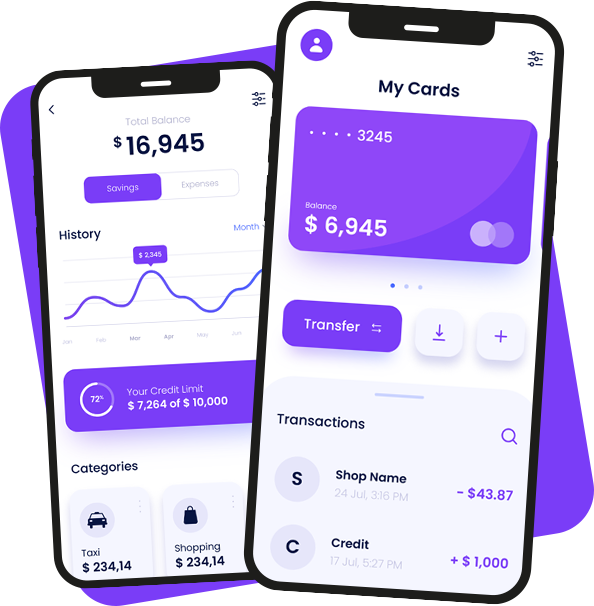 Total Balance
$ 16,945
Savings
Expenses
History
Month
$ 2,345
Feb
Mar
Apr
May
Jun
72%
Your Credit Limit
$ 7,264 of $ 10,000
Categories
Taxi
$ 234,14
Shopping
$ 234,14
My Cards
• • • • 3245
Balance
$ 6,945
Transfer
Transactions
S
Shop Name
24 Jul, 3:16 PM
- $43.87
C
Credit
17 Jul, 5:27 PM
+ $ 1,000